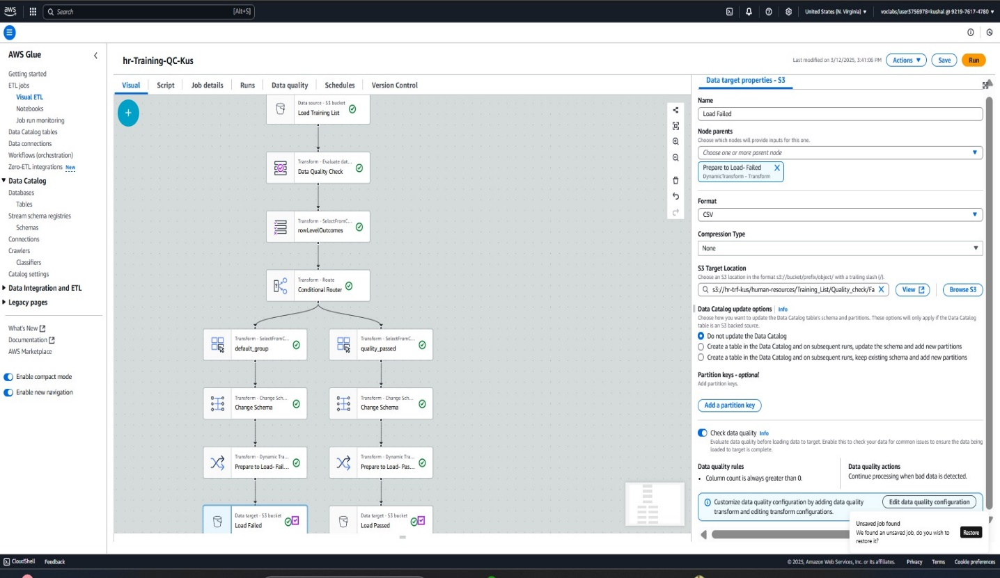 aws
Search
[Alt+S]
United States (N. Virginia) ▼
voclabs/user3756978=kushal @ 9219-7617-4780 ▼
AWS Glue
Getting started
ETL jobs
Visual ETL
Notebooks
Job run monitoring
Data Catalog tables
Data connections
Workflows (orchestration)
Zero-ETL integrations New
Data Catalog
Databases
Tables
Stream schema registries
Schemas
Connections
Crawlers
Classifiers
Catalog settings
Data Integration and ETL
Legacy pages
What's New
Documentation
AWS Marketplace
Enable compact mode
Enable new navigation
hr-Training-QC-Kus
Last modified on 3/12/2025, 3:41:06 PM
Actions ▼
Save
Run
Visual
Script
Job details
Runs
Data quality
Schedules
Version Control
Data source - S3 bucket
Load Training List
Transform - Evaluate dat...
Data Quality Check
Transform - SelectFromC...
rowLevelOutcomes
Transform - Route
Conditional Router
Transform - SelectFromC...
default_group
Transform - SelectFromC...
quality_passed
Transform - Change Sch...
Change Schema
Transform - Change Sch...
Change Schema
Transform - Dynamic Tra...
Prepare to Load- Fail...
Transform - Dynamic Tra...
Prepare to Load- Pas...
Data target - S3 bucket
Load Failed
Data target - S3 bucket
Load Passed
Data target properties - S3
Name
Load Failed
Node parents
Choose which nodes will provide inputs for this one.
Choose one or more parent node
Prepare to Load- Failed
DynamicTransform - Transform
Format
CSV
Compression Type
None
S3 Target Location
Choose an S3 location in the format s3://bucket/prefix/object/ with a trailing slash (/).
s3://hr-trf-kus/human-resources/Training_List/Quality_check/Fa
View
Browse S3
Data Catalog update options Info
Choose how you want to update the Data Catalog table's schema and partitions. These options will only apply if the Data Catalog
table is an S3 backed source.
Do not update the Data Catalog
Create a table in the Data Catalog and on subsequent runs, update the schema and add new partitions
Create a table in the Data Catalog and on subsequent runs, keep existing schema and add new partitions
Partition keys - optional
Add partition keys.
Add a partition key
Check data quality Info
Evaluate data quality before loading data to target. Enable this to check your data for common issues to ensure the data being
loaded to target is complete.
Data quality rules
• Column count is always greater than 0.
Data quality actions
Continue processing when bad data is detected.
Customize data quality configuration by adding data quality
transform and editing transform configurations.
Edit data quality configuration
Unsaved job found
We found an unsaved job, do you wish to
restore it?
Restore
CloudShell
Feedback
© 2025, Amazon Web Services, Inc. or its affiliates.
Privacy
Terms
Cookie preferences